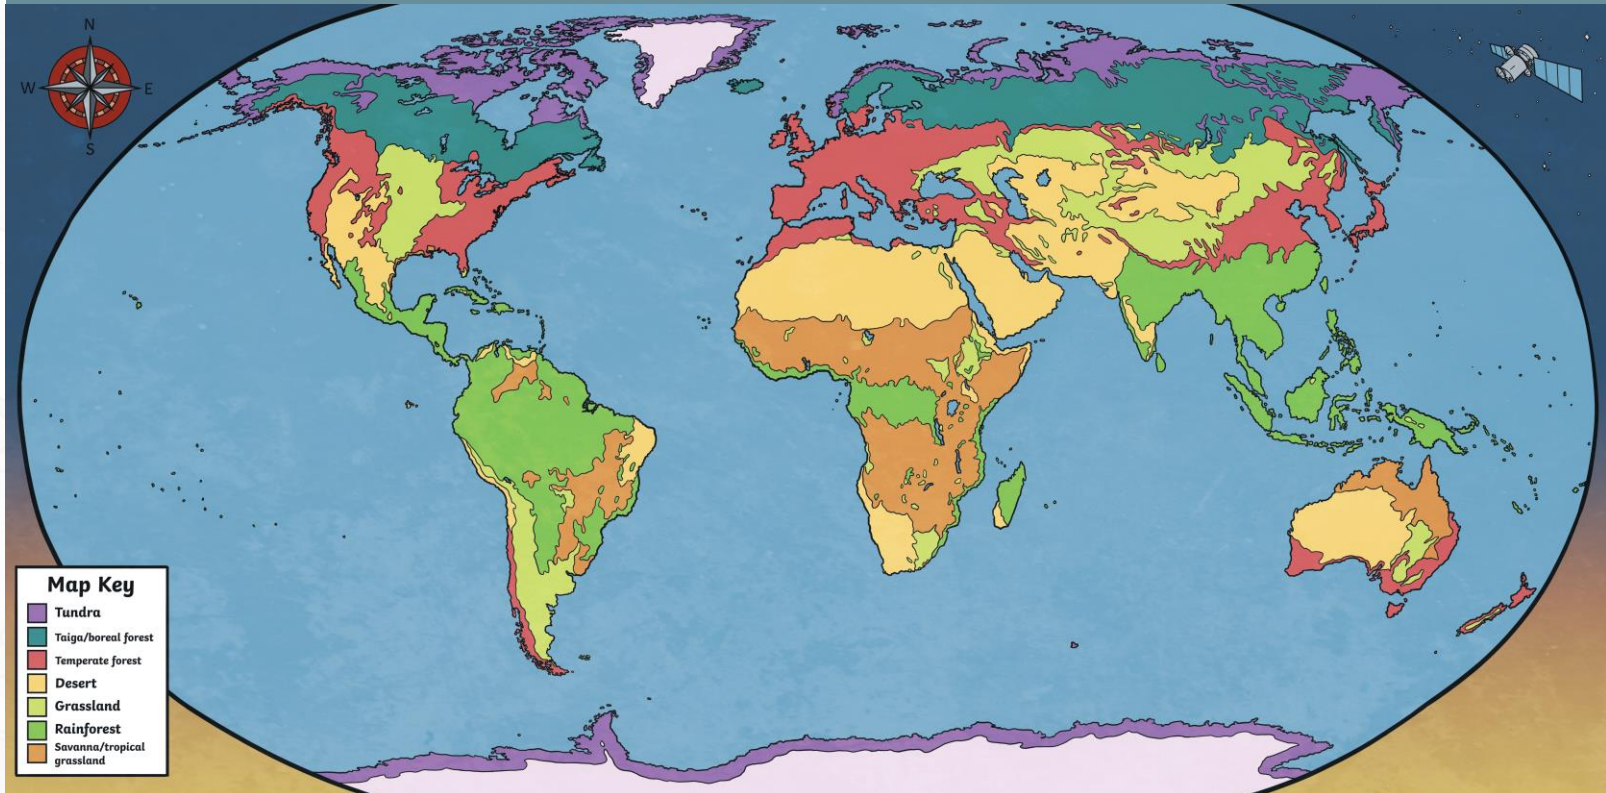 N
W
E
S
Map Key
Tundra
Taiga/boreal forest
Temperate forest
Desert
Grassland
Rainforest
Savanna/tropical
grassland